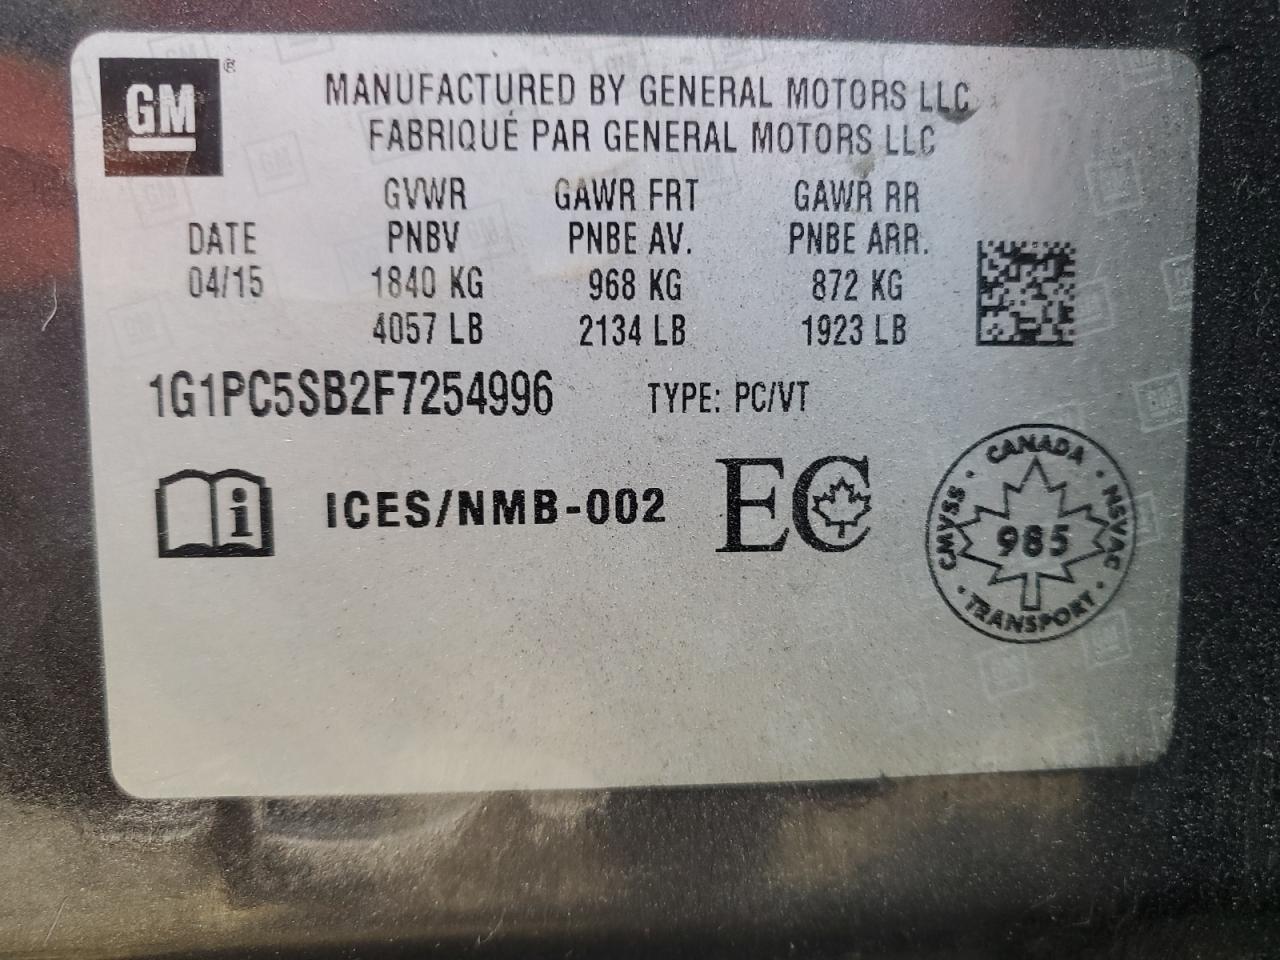 GM ®
MANUFACTURED BY GENERAL MOTORS LLC
FABRIQUÉ PAR GENERAL MOTORS LLC
GVWR GAWR FRT GAWR RR
DATE PNBV PNBE AV. PNBE ARR.
04/15 1840 KG 968 KG 872 KG
4057 LB 2134 LB 1923 LB
1G1PC5SB2F7254996 TYPE: PC/VT
i ICES/NMB-002 EC
CANADA
CMVSS · 985 · NSVAC
TRANSPORT